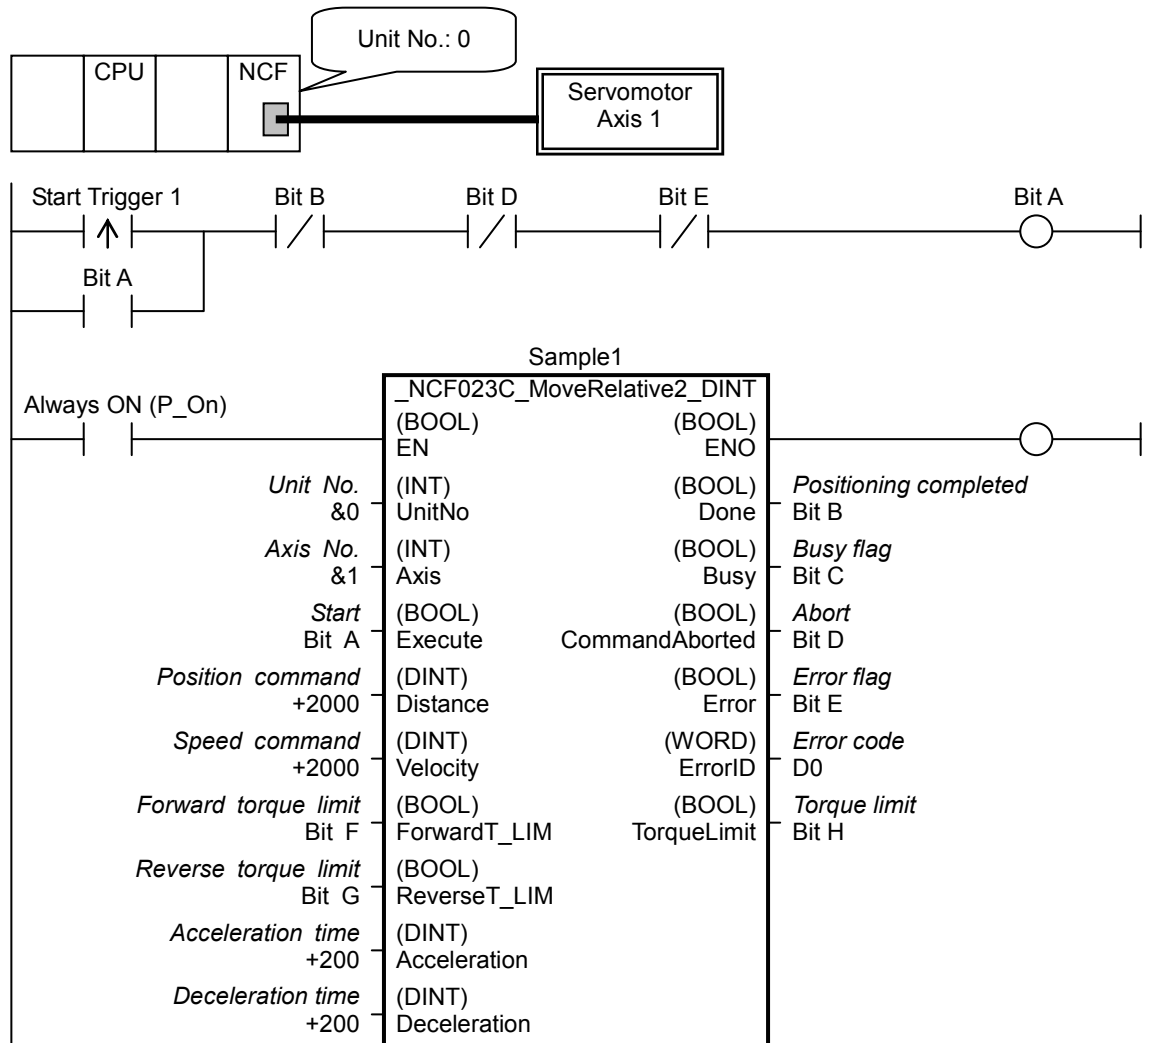 Unit No.: 0
CPU NCF
Servomotor
Axis 1
Start Trigger 1 Bit B Bit D Bit E Bit A
Bit A
Sample1
_NCF023C_MoveRelative2_DINT
Always ON (P_On)
(BOOL) (BOOL)
EN ENO
Unit No. (INT) (BOOL) Positioning completed
&0 UnitNo Done Bit B
Axis No. (INT) (BOOL) Busy flag
&1 Axis Busy Bit C
Start (BOOL) (BOOL) Abort
Bit A Execute CommandAborted Bit D
Position command (DINT) (BOOL) Error flag
+2000 Distance Error Bit E
Speed command (DINT) (WORD) Error code
+2000 Velocity ErrorID D0
Forward torque limit (BOOL) (BOOL) Torque limit
Bit F ForwardT_LIM TorqueLimit Bit H
Reverse torque limit (BOOL)
Bit G ReverseT_LIM
Acceleration time (DINT)
+200 Acceleration
Deceleration time (DINT)
+200 Deceleration